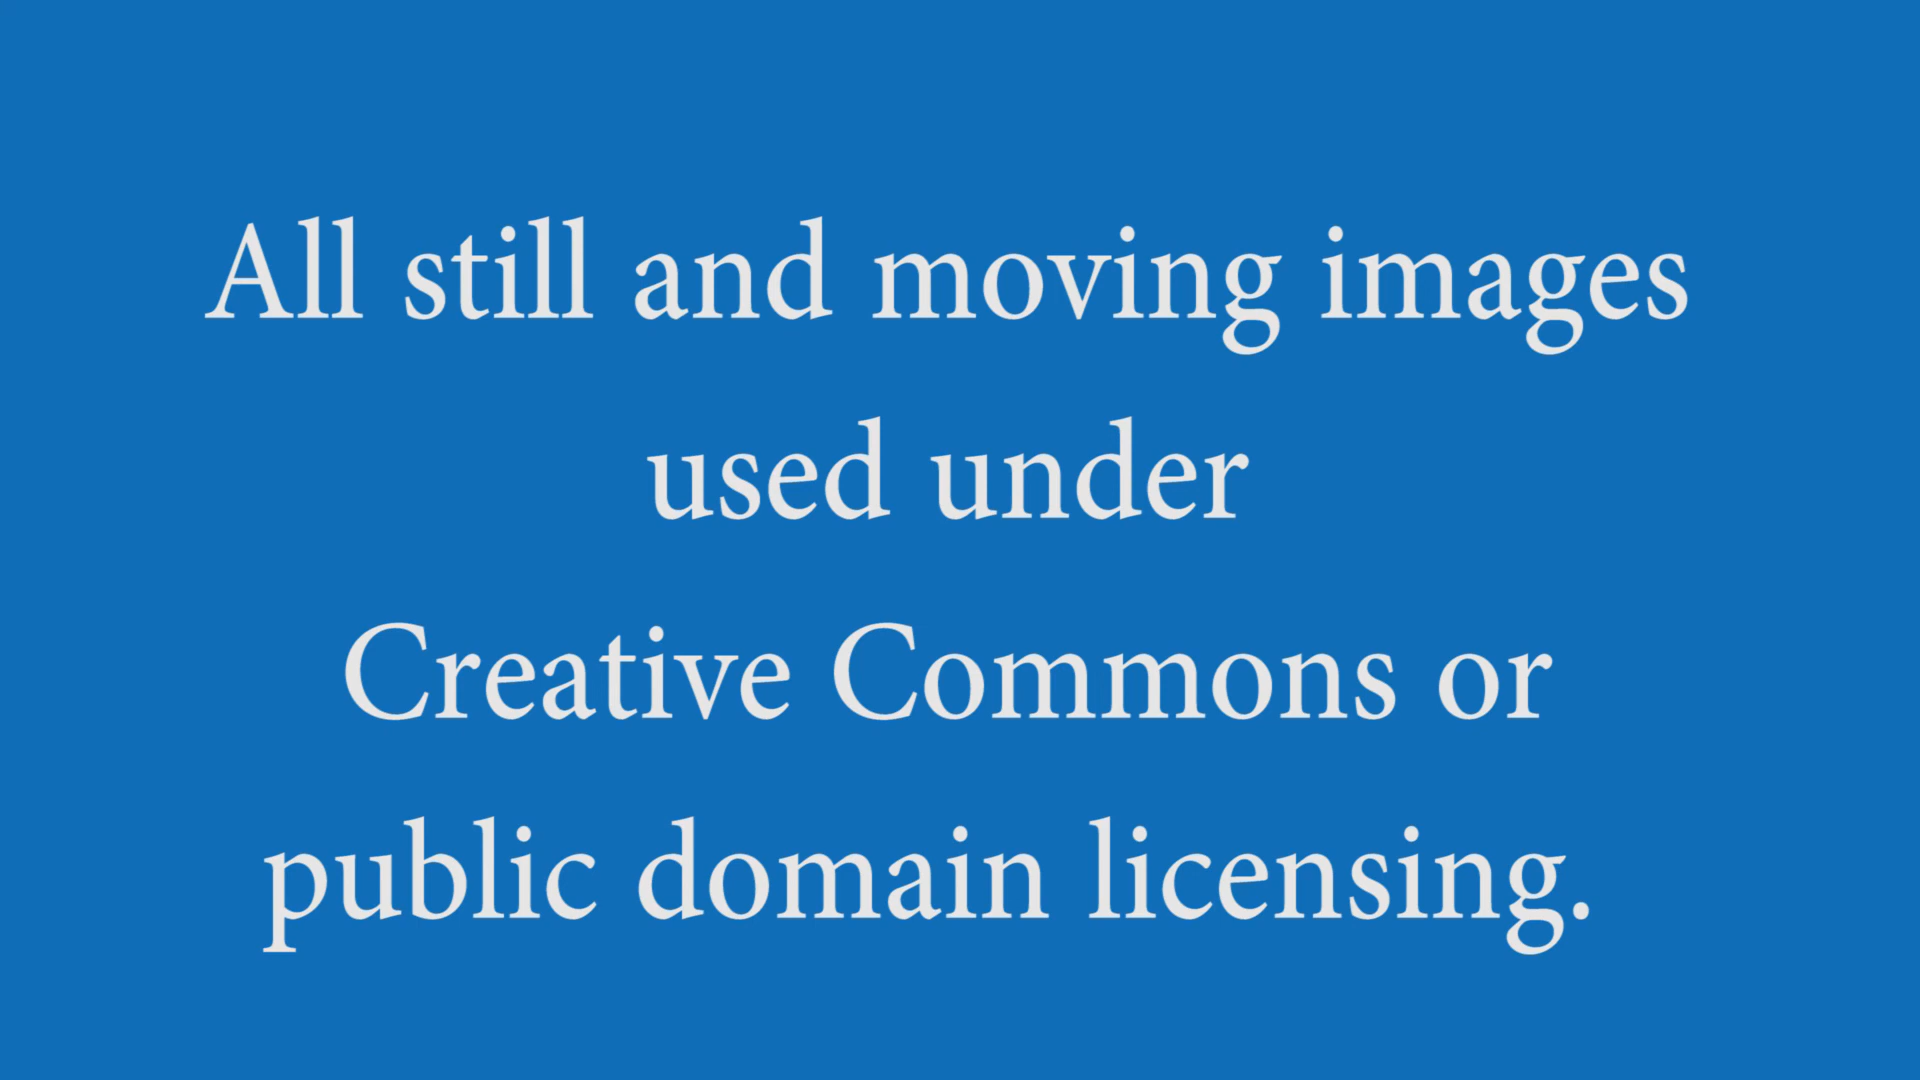 All still and moving images
used under
Creative Commons or
public domain licensing.